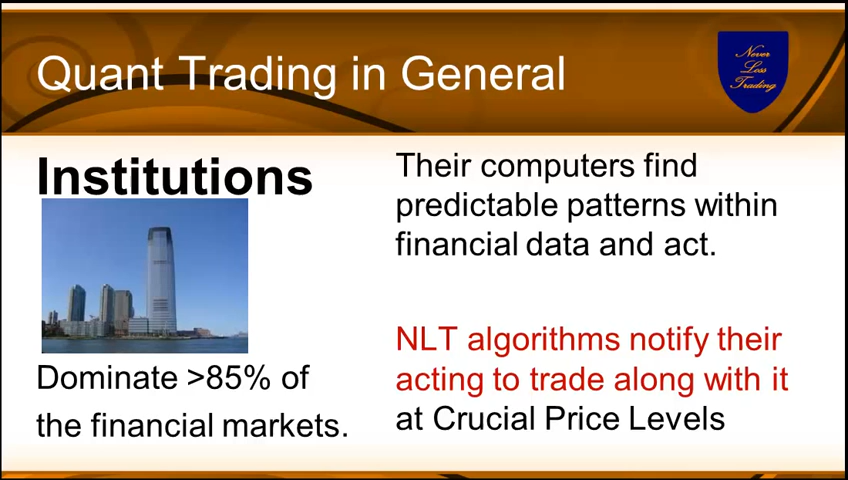 Quant Trading in General
Never
Loss
Trading
Institutions
Dominate >85% of
the financial markets.
Their computers find
predictable patterns within
financial data and act.
NLT algorithms notify their
acting to trade along with it
at Crucial Price Levels